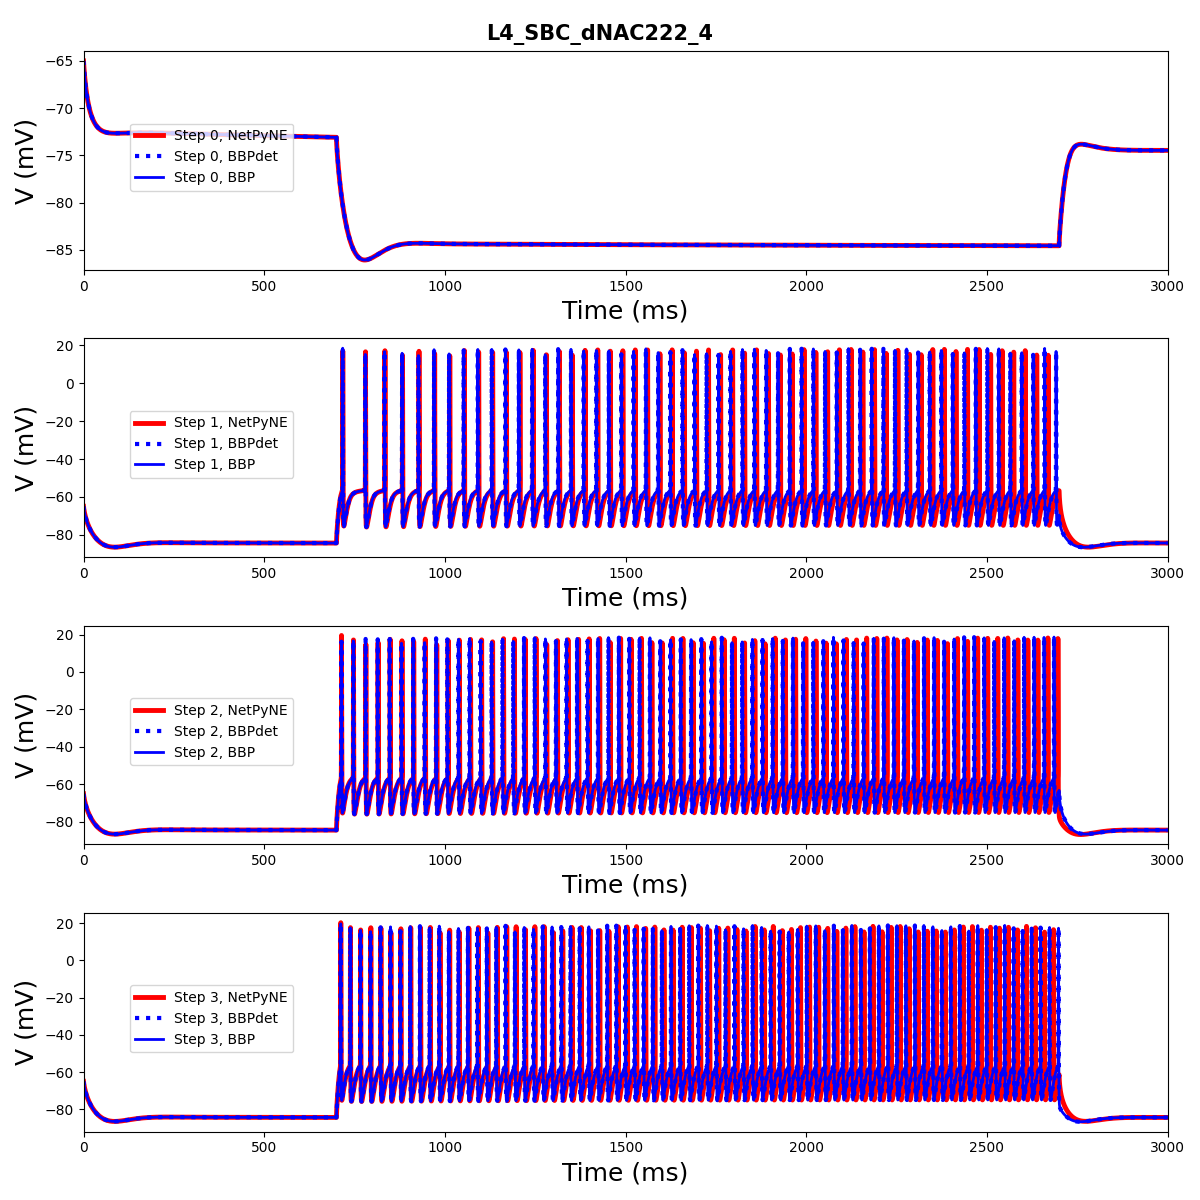 L4_SBC_dNAC222_4
V (mV)
−65
−70
−75
−80
−85
Step 0, NetPyNE
Step 0, BBPdet
Step 0, BBP
0 500 1000 1500 2000 2500 3000
Time (ms)
V (mV)
20
0
−20
−40
−60
−80
Step 1, NetPyNE
Step 1, BBPdet
Step 1, BBP
0 500 1000 1500 2000 2500 3000
Time (ms)
V (mV)
20
0
−20
−40
−60
−80
Step 2, NetPyNE
Step 2, BBPdet
Step 2, BBP
0 500 1000 1500 2000 2500 3000
Time (ms)
V (mV)
20
0
−20
−40
−60
−80
Step 3, NetPyNE
Step 3, BBPdet
Step 3, BBP
0 500 1000 1500 2000 2500 3000
Time (ms)